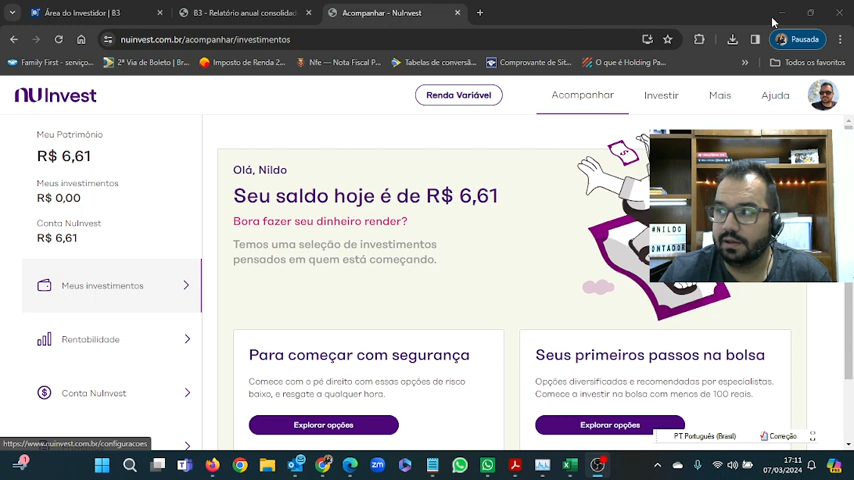 Área do Investidor | B3
B3 - Relatório anual consolidad
Acompanhar - NuInvest
nuinvest.com.br/acompanhar/investimentos
Pausada
Family First - serviço...
2ª Via de Boleto | Br...
Imposto de Renda 2...
Nfe — Nota Fiscal P...
Tabelas de conversã...
Comprovante de Sit...
O que é Holding Pa...
»
Todos os favoritos
nuInvest
Renda Variável
Acompanhar
Investir
Mais
Ajuda
Meu Patrimônio
R$ 6,61
Meus investimentos
R$ 0,00
Conta NuInvest
R$ 6,61
Meus investimentos
Rentabilidade
Conta NuInvest
Olá, Nildo
Seu saldo hoje é de R$ 6,61
Bora fazer seu dinheiro render?
Temos uma seleção de investimentos
pensados em quem está começando.
#NILDO
CONTADOR
Para começar com segurança
Comece com o pé direito com essas opções de risco
baixo, e resgate a qualquer hora.
Explorar opções
Seus primeiros passos na bolsa
Opções diversificadas e recomendadas por especialistas.
Comece a investir na bolsa com menos de 100 reais.
Explorar opções
https://www.nuinvest.com.br/configuracoes
PT Português (Brasil)
Correção
1
zm
17:11
07/03/2024